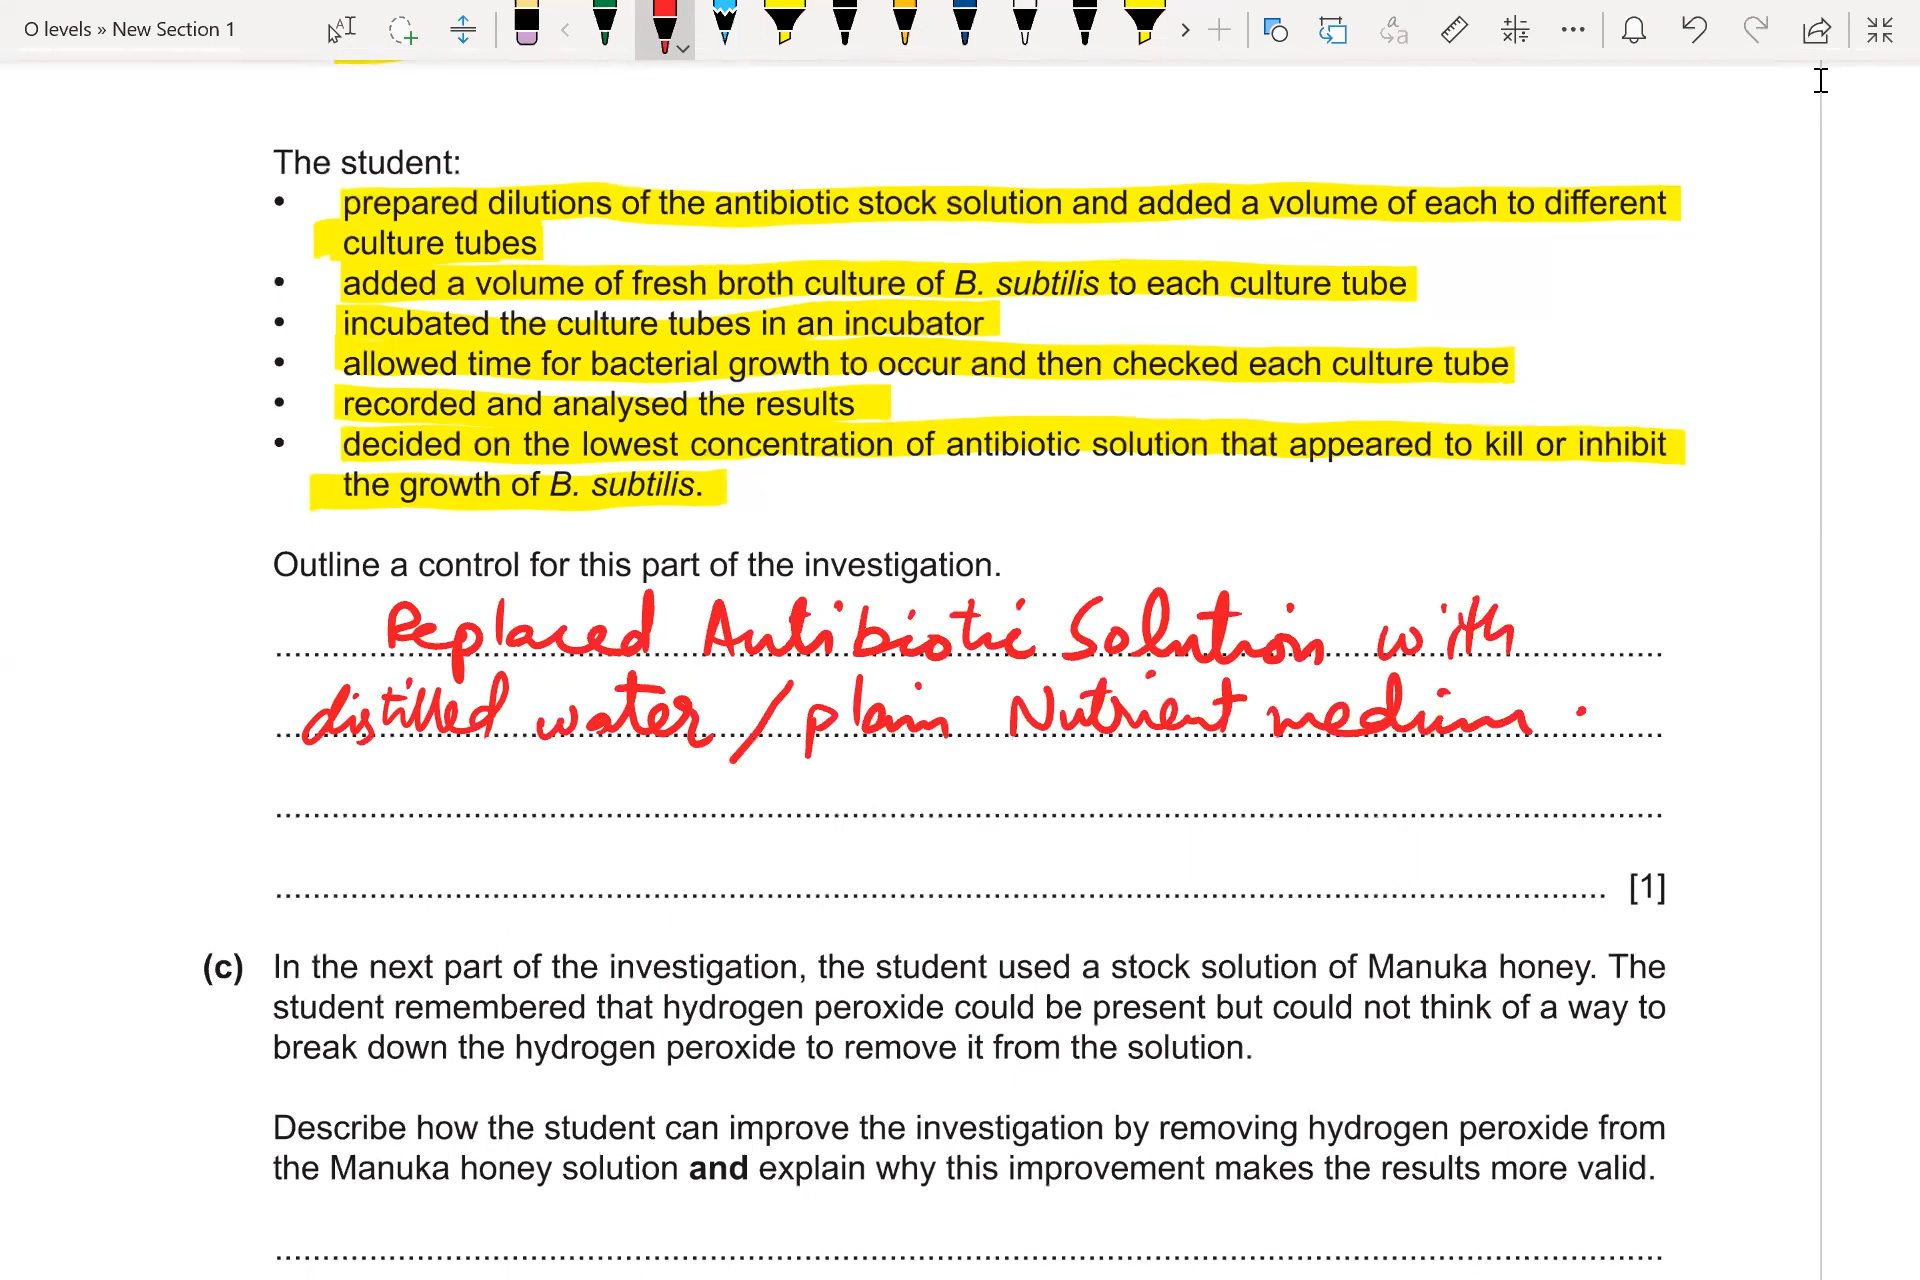 O levels » New Section 1
The student:
• prepared dilutions of the antibiotic stock solution and added a volume of each to different
culture tubes
• added a volume of fresh broth culture of B. subtilis to each culture tube
• incubated the culture tubes in an incubator
• allowed time for bacterial growth to occur and then checked each culture tube
• recorded and analysed the results
• decided on the lowest concentration of antibiotic solution that appeared to kill or inhibit
the growth of B. subtilis.
Outline a control for this part of the investigation.
Replaced Antibiotic Solution with
distilled water / plain Nutrient medium .
[1]
(c) In the next part of the investigation, the student used a stock solution of Manuka honey. The
student remembered that hydrogen peroxide could be present but could not think of a way to
break down the hydrogen peroxide to remove it from the solution.
Describe how the student can improve the investigation by removing hydrogen peroxide from
the Manuka honey solution and explain why this improvement makes the results more valid.